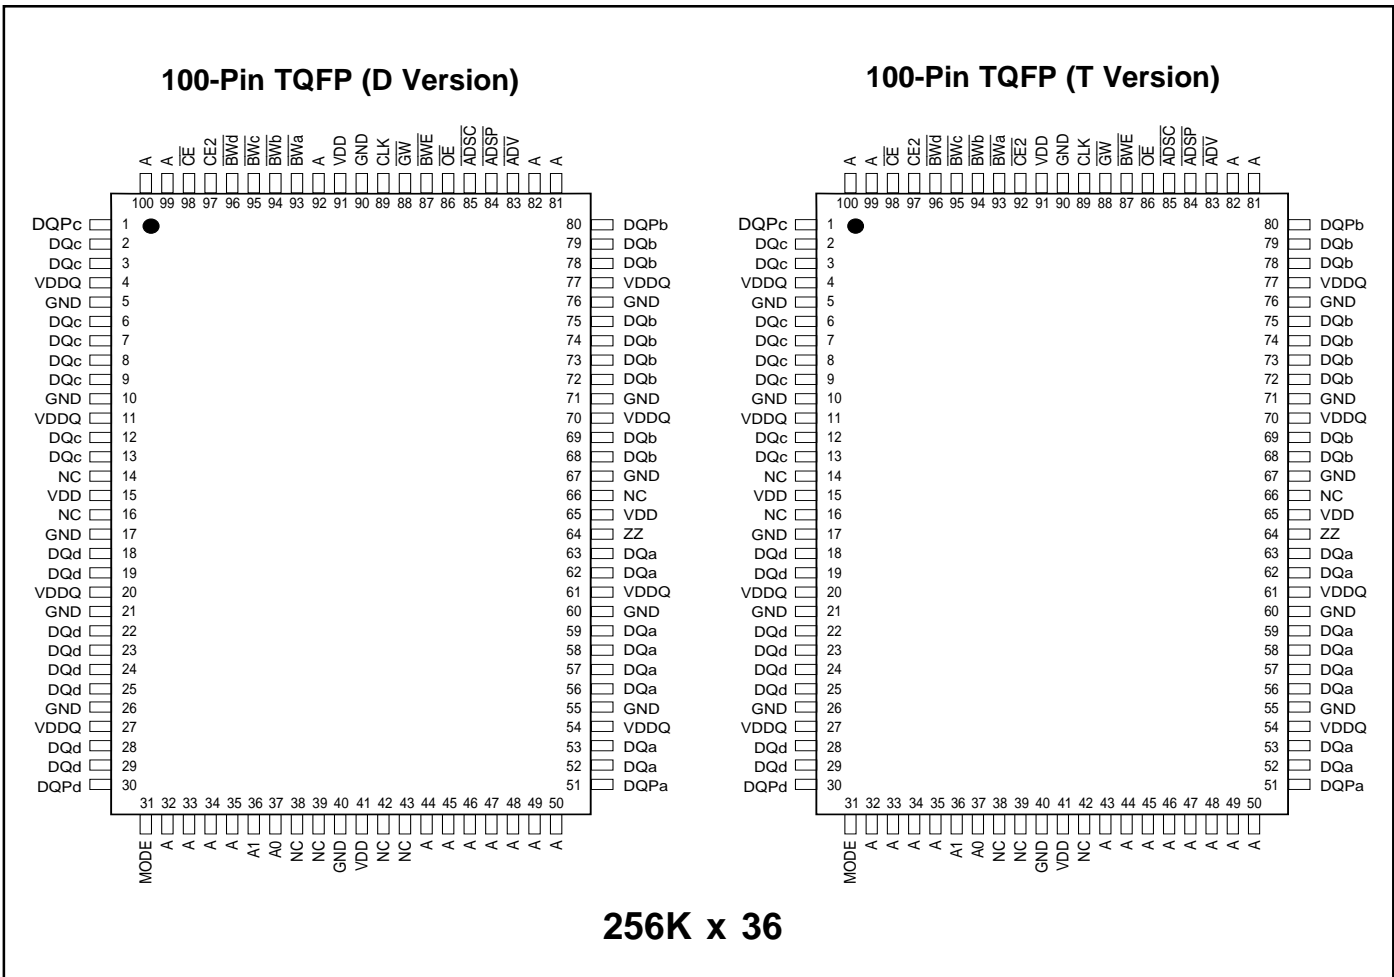 100-Pin TQFP (D Version)
A A CE CE2 BWd BWc BWb BWa A VDD GND CLK GW BWE OE ADSC ADSP ADV A A
100 99 98 97 96 95 94 93 92 91 90 89 88 87 86 85 84 83 82 81
DQPc 1 80 DQPb
DQc 2 79 DQb
DQc 3 78 DQb
VDDQ 4 77 VDDQ
GND 5 76 GND
DQc 6 75 DQb
DQc 7 74 DQb
DQc 8 73 DQb
DQc 9 72 DQb
GND 10 71 GND
VDDQ 11 70 VDDQ
DQc 12 69 DQb
DQc 13 68 DQb
NC 14 67 GND
VDD 15 66 NC
NC 16 65 VDD
GND 17 64 ZZ
DQd 18 63 DQa
DQd 19 62 DQa
VDDQ 20 61 VDDQ
GND 21 60 GND
DQd 22 59 DQa
DQd 23 58 DQa
DQd 24 57 DQa
DQd 25 56 DQa
GND 26 55 GND
VDDQ 27 54 VDDQ
DQd 28 53 DQa
DQd 29 52 DQa
DQPd 30 51 DQPa
31 32 33 34 35 36 37 38 39 40 41 42 43 44 45 46 47 48 49 50
MODE A A A A A1 A0 NC NC GND VDD NC NC A A A A A A A
100-Pin TQFP (T Version)
A A CE CE2 BWd BWc BWb BWa CE2 VDD GND CLK GW BWE OE ADSC ADSP ADV A A
100 99 98 97 96 95 94 93 92 91 90 89 88 87 86 85 84 83 82 81
DQPc 1 80 DQPb
DQc 2 79 DQb
DQc 3 78 DQb
VDDQ 4 77 VDDQ
GND 5 76 GND
DQc 6 75 DQb
DQc 7 74 DQb
DQc 8 73 DQb
DQc 9 72 DQb
GND 10 71 GND
VDDQ 11 70 VDDQ
DQc 12 69 DQb
DQc 13 68 DQb
NC 14 67 GND
VDD 15 66 NC
NC 16 65 VDD
GND 17 64 ZZ
DQd 18 63 DQa
DQd 19 62 DQa
VDDQ 20 61 VDDQ
GND 21 60 GND
DQd 22 59 DQa
DQd 23 58 DQa
DQd 24 57 DQa
DQd 25 56 DQa
GND 26 55 GND
VDDQ 27 54 VDDQ
DQd 28 53 DQa
DQd 29 52 DQa
DQPd 30 51 DQPa
31 32 33 34 35 36 37 38 39 40 41 42 43 44 45 46 47 48 49 50
MODE A A A A A1 A0 NC NC GND VDD NC A A A A A A A A
256K x 36